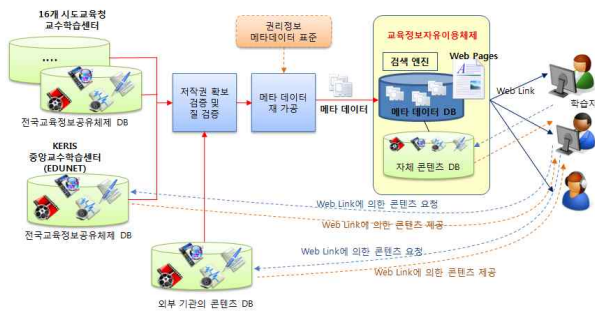 16개 시도교육청
교수학습센터
....
전국교육정보공유체제 DB
KERIS
중앙교수학습센터
(EDUNET)
전국교육정보공유체제 DB
외부 기관의 콘텐츠 DB
저작권 확보
검증 및
질 검증
권리정보
메타데이터 표준
메타 데이터
재 가공
메타 데이터
교육정보자유이용체제
검색 엔진
Web Pages
메타 데이터 DB
자체 콘텐츠 DB
Web Link
학습자
Web Link에 의한 콘텐츠 요청
Web Link에 의한 콘텐츠 제공
Web Link에 의한 콘텐츠 요청
Web Link에 의한 콘텐츠 제공